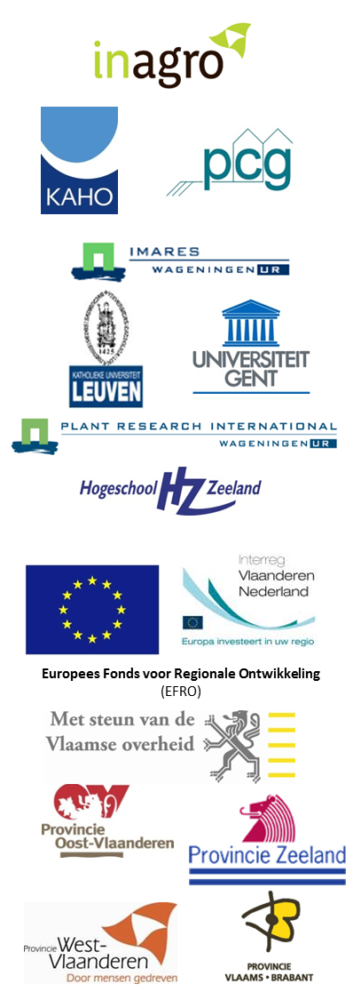 inagro
KAHO
pcg
IMARES
WAGENINGEN UR
1425
KATHOLIEKE UNIVERSITEIT
LEUVEN
UNIVERSITEIT
GENT
PLANT RESEARCH INTERNATIONAL
WAGENINGEN UR
Hogeschool HZ Zeeland
Interreg
Vlaanderen
Nederland
Europa investeert in uw regio
Europees Fonds voor Regionale Ontwikkeling
(EFRO)
Met steun van de
Vlaamse overheid
Provincie
Oost-Vlaanderen
Provincie Zeeland
Provincie West-
Vlaanderen
Door mensen gedreven
PROVINCIE
VLAAMS • BRABANT